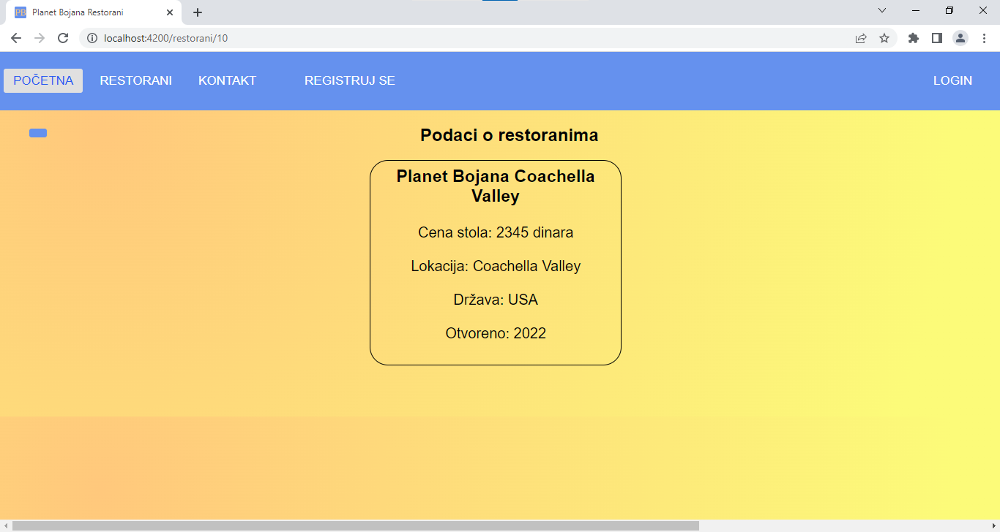 PB Planet Bojana Restorani
localhost:4200/restorani/10
POČETNA RESTORANI KONTAKT REGISTRUJ SE LOGIN
Podaci o restoranima
Planet Bojana Coachella
Valley
Cena stola: 2345 dinara
Lokacija: Coachella Valley
Država: USA
Otvoreno: 2022